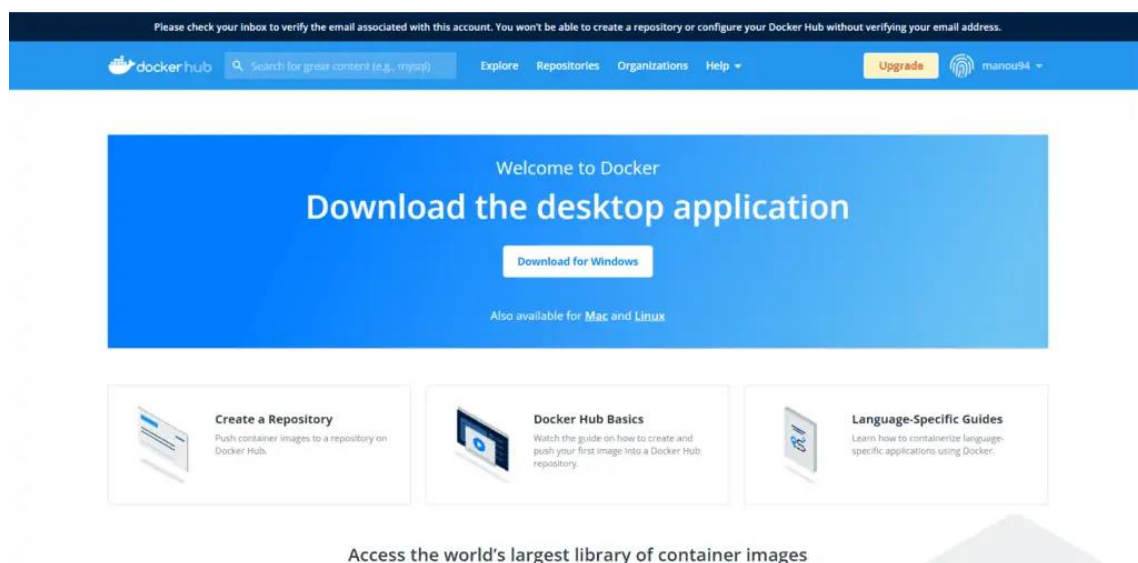 Please check your inbox to verify the email associated with this account. You won't be able to create a repository or configure your Docker Hub without verifying your email address.
dockerhub Search for great content (e.g., mysql) Explore Repositories Organizations Help Upgrade manou94
Welcome to Docker
Download the desktop application
Download for Windows
Also available for Mac and Linux
Create a Repository
Push container images to a repository on
Docker Hub.
Docker Hub Basics
Watch the guide on how to create and
push your first image into a Docker Hub
repository.
Language-Specific Guides
Learn how to containerize language-
specific applications using Docker.
Access the world's largest library of container images